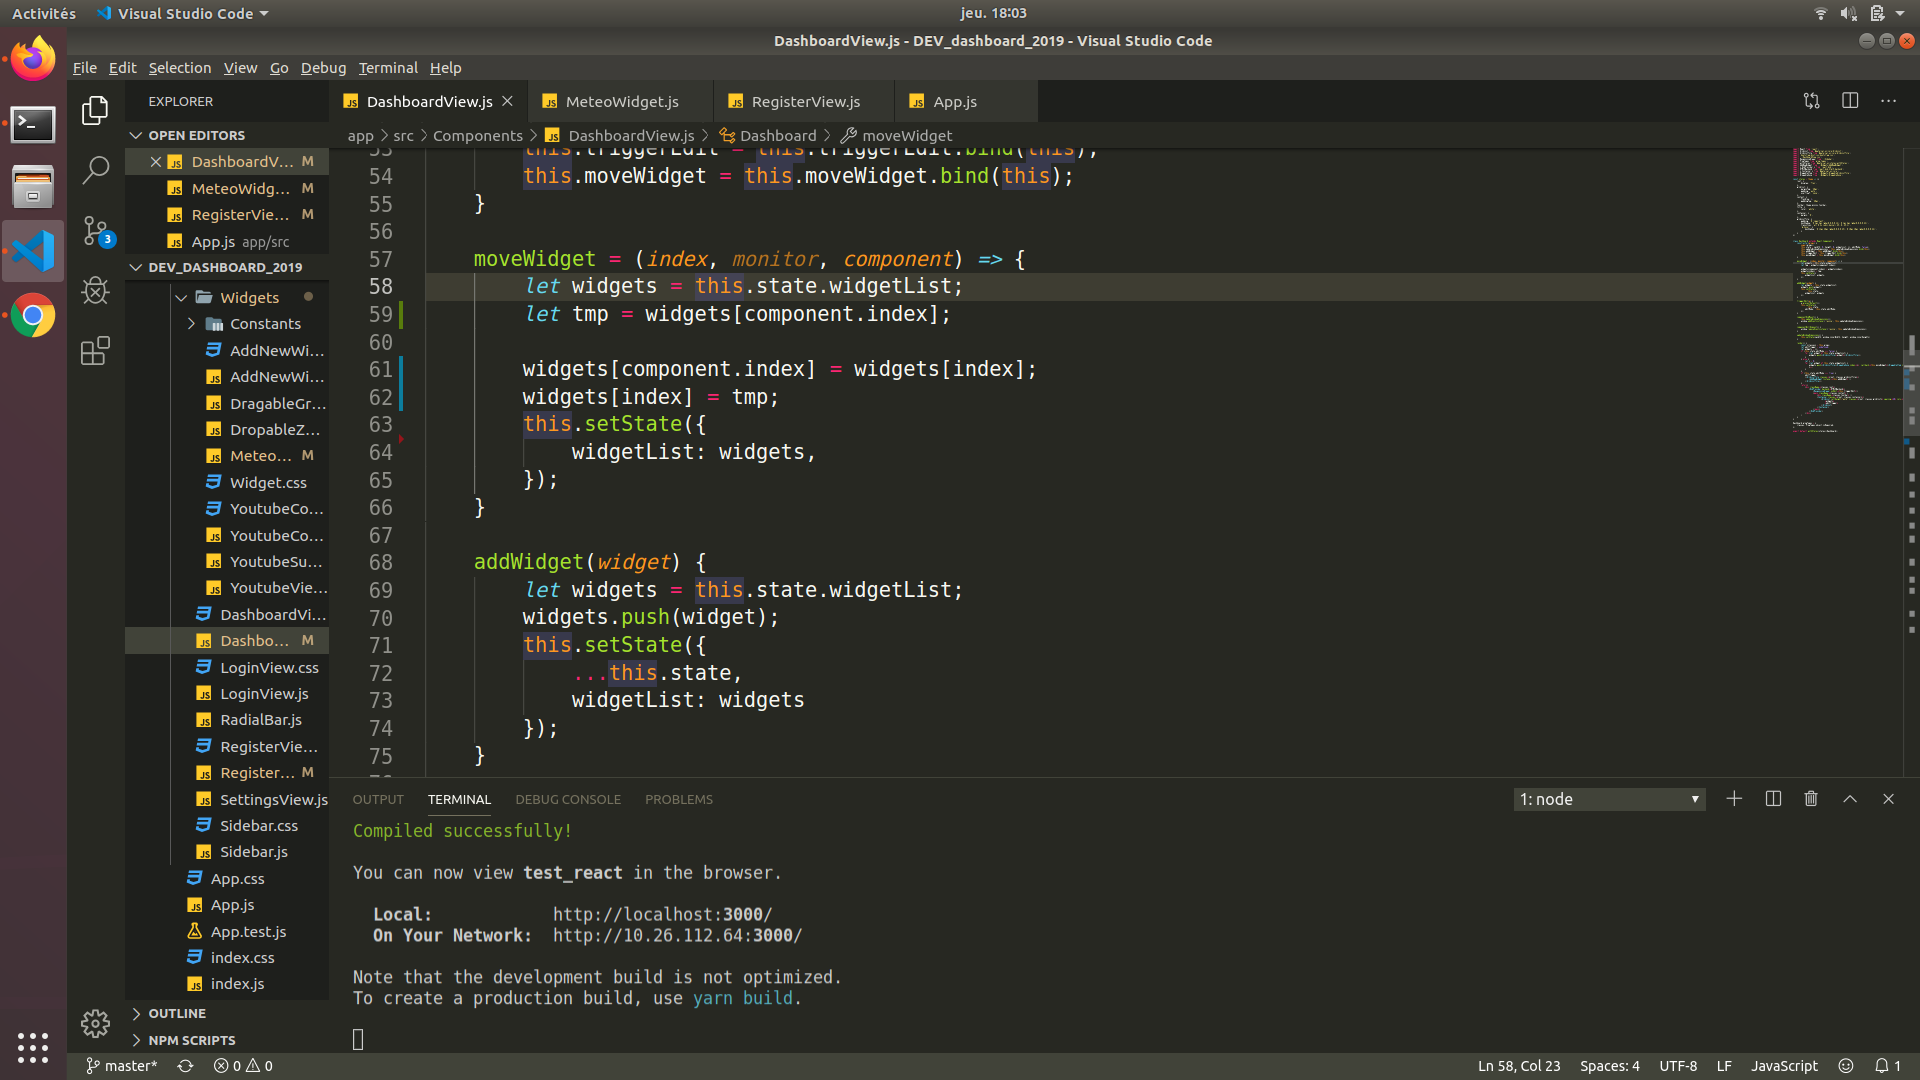 Activités
Visual Studio Code
jeu. 18:03
DashboardView.js - DEV_dashboard_2019 - Visual Studio Code
File Edit Selection View Go Debug Terminal Help
EXPLORER
OPEN EDITORS
DashboardV... M
MeteoWidg... M
RegisterVie... M
App.js app/src
DEV_DASHBOARD_2019
Widgets
Constants
AddNewWi...
AddNewWi...
DragableGr...
DropableZ...
Meteo... M
Widget.css
YoutubeCo...
YoutubeCo...
YoutubeSu...
YoutubeVie...
DashboardVi...
Dashbo... M
LoginView.css
LoginView.js
RadialBar.js
RegisterVie...
Register... M
SettingsView.js
Sidebar.css
Sidebar.js
App.css
App.js
App.test.js
index.css
index.js
OUTLINE
NPM SCRIPTS
DashboardView.js MeteoWidget.js RegisterView.js App.js
app > src > Components > DashboardView.js > Dashboard > moveWidget
53 this.triggerEdit = this.triggerEdit.bind(this);
54 this.moveWidget = this.moveWidget.bind(this);
55 }
56
57 moveWidget = (index, monitor, component) => {
58 let widgets = this.state.widgetList;
59 let tmp = widgets[component.index];
60
61 widgets[component.index] = widgets[index];
62 widgets[index] = tmp;
63 this.setState({
64 widgetList: widgets,
65 });
66 }
67
68 addWidget(widget) {
69 let widgets = this.state.widgetList;
70 widgets.push(widget);
71 this.setState({
72 ...this.state,
73 widgetList: widgets
74 });
75 }
OUTPUT TERMINAL DEBUG CONSOLE PROBLEMS
1: node
Compiled successfully!
You can now view test_react in the browser.
Local: http://localhost:3000/
On Your Network: http://10.26.112.64:3000/
Note that the development build is not optimized.
To create a production build, use yarn build.
3
master* 0 0
Ln 58, Col 23 Spaces: 4 UTF-8 LF JavaScript 1